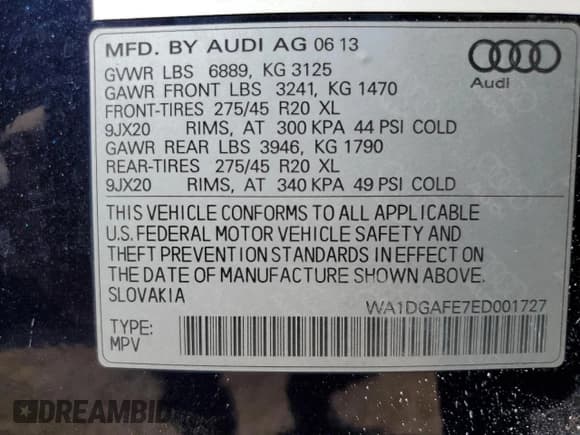 MFD. BY AUDI AG 06 13
GVWR LBS 6889, KG 3125
GAWR FRONT LBS 3241, KG 1470
FRONT-TIRES 275/45 R20 XL
9JX20 RIMS, AT 300 KPA 44 PSI COLD
GAWR REAR LBS 3946, KG 1790
REAR-TIRES 275/45 R20 XL
9JX20 RIMS, AT 340 KPA 49 PSI COLD
Audi
THIS VEHICLE CONFORMS TO ALL APPLICABLE
U.S. FEDERAL MOTOR VEHICLE SAFETY AND
THEFT PREVENTION STANDARDS IN EFFECT ON
THE DATE OF MANUFACTURE SHOWN ABOVE.
SLOVAKIA
WA1DGAFE7ED001727
TYPE:
MPV
DREAMBID